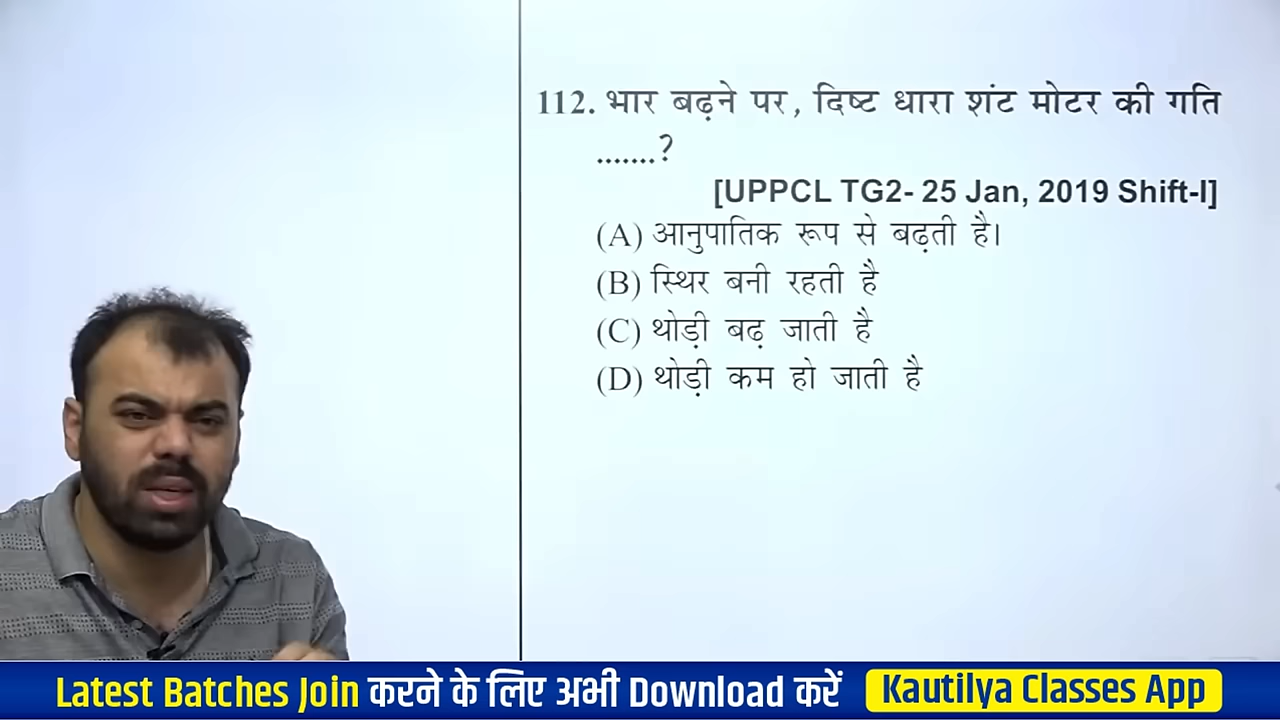 112. भार बढ़ने पर, दिष्ट धारा शंट मोटर की गति
.......?
[UPPCL TG2- 25 Jan, 2019 Shift-I]
(A) आनुपातिक रूप से बढ़ती है।
(B) स्थिर बनी रहती है
(C) थोड़ी बढ़ जाती है
(D) थोड़ी कम हो जाती है
Latest Batches Join करने के लिए अभी Download करें Kautilya Classes App